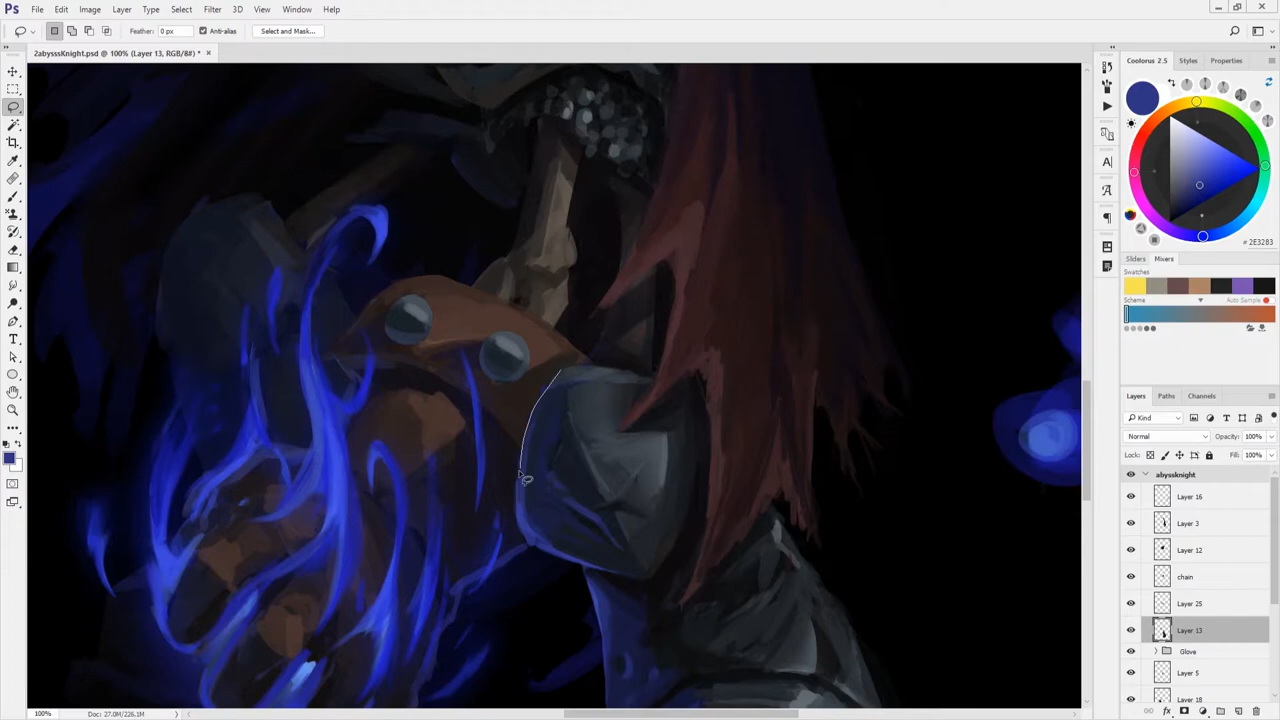 Ps File Edit Image Layer Type Select Filter 3D View Window Help
Feather: 0 px Anti-alias Select and Mask...
2abysssKnight.psd @ 100% (Layer 13, RGB/8#) *
Coloruos 2.5 Styles Properties
# 2E3283
Sliders Mixers
Swatches
Scheme Auto Sample
Layers Paths Channels
Kind
Normal Opacity: 100%
Lock: Fill: 100%
abyssknight
Layer 16
Layer 3
Layer 12
chain
Layer 25
Layer 13
Glove
Layer 5
Layer 18
100% Doc: 27.0M/226.1M